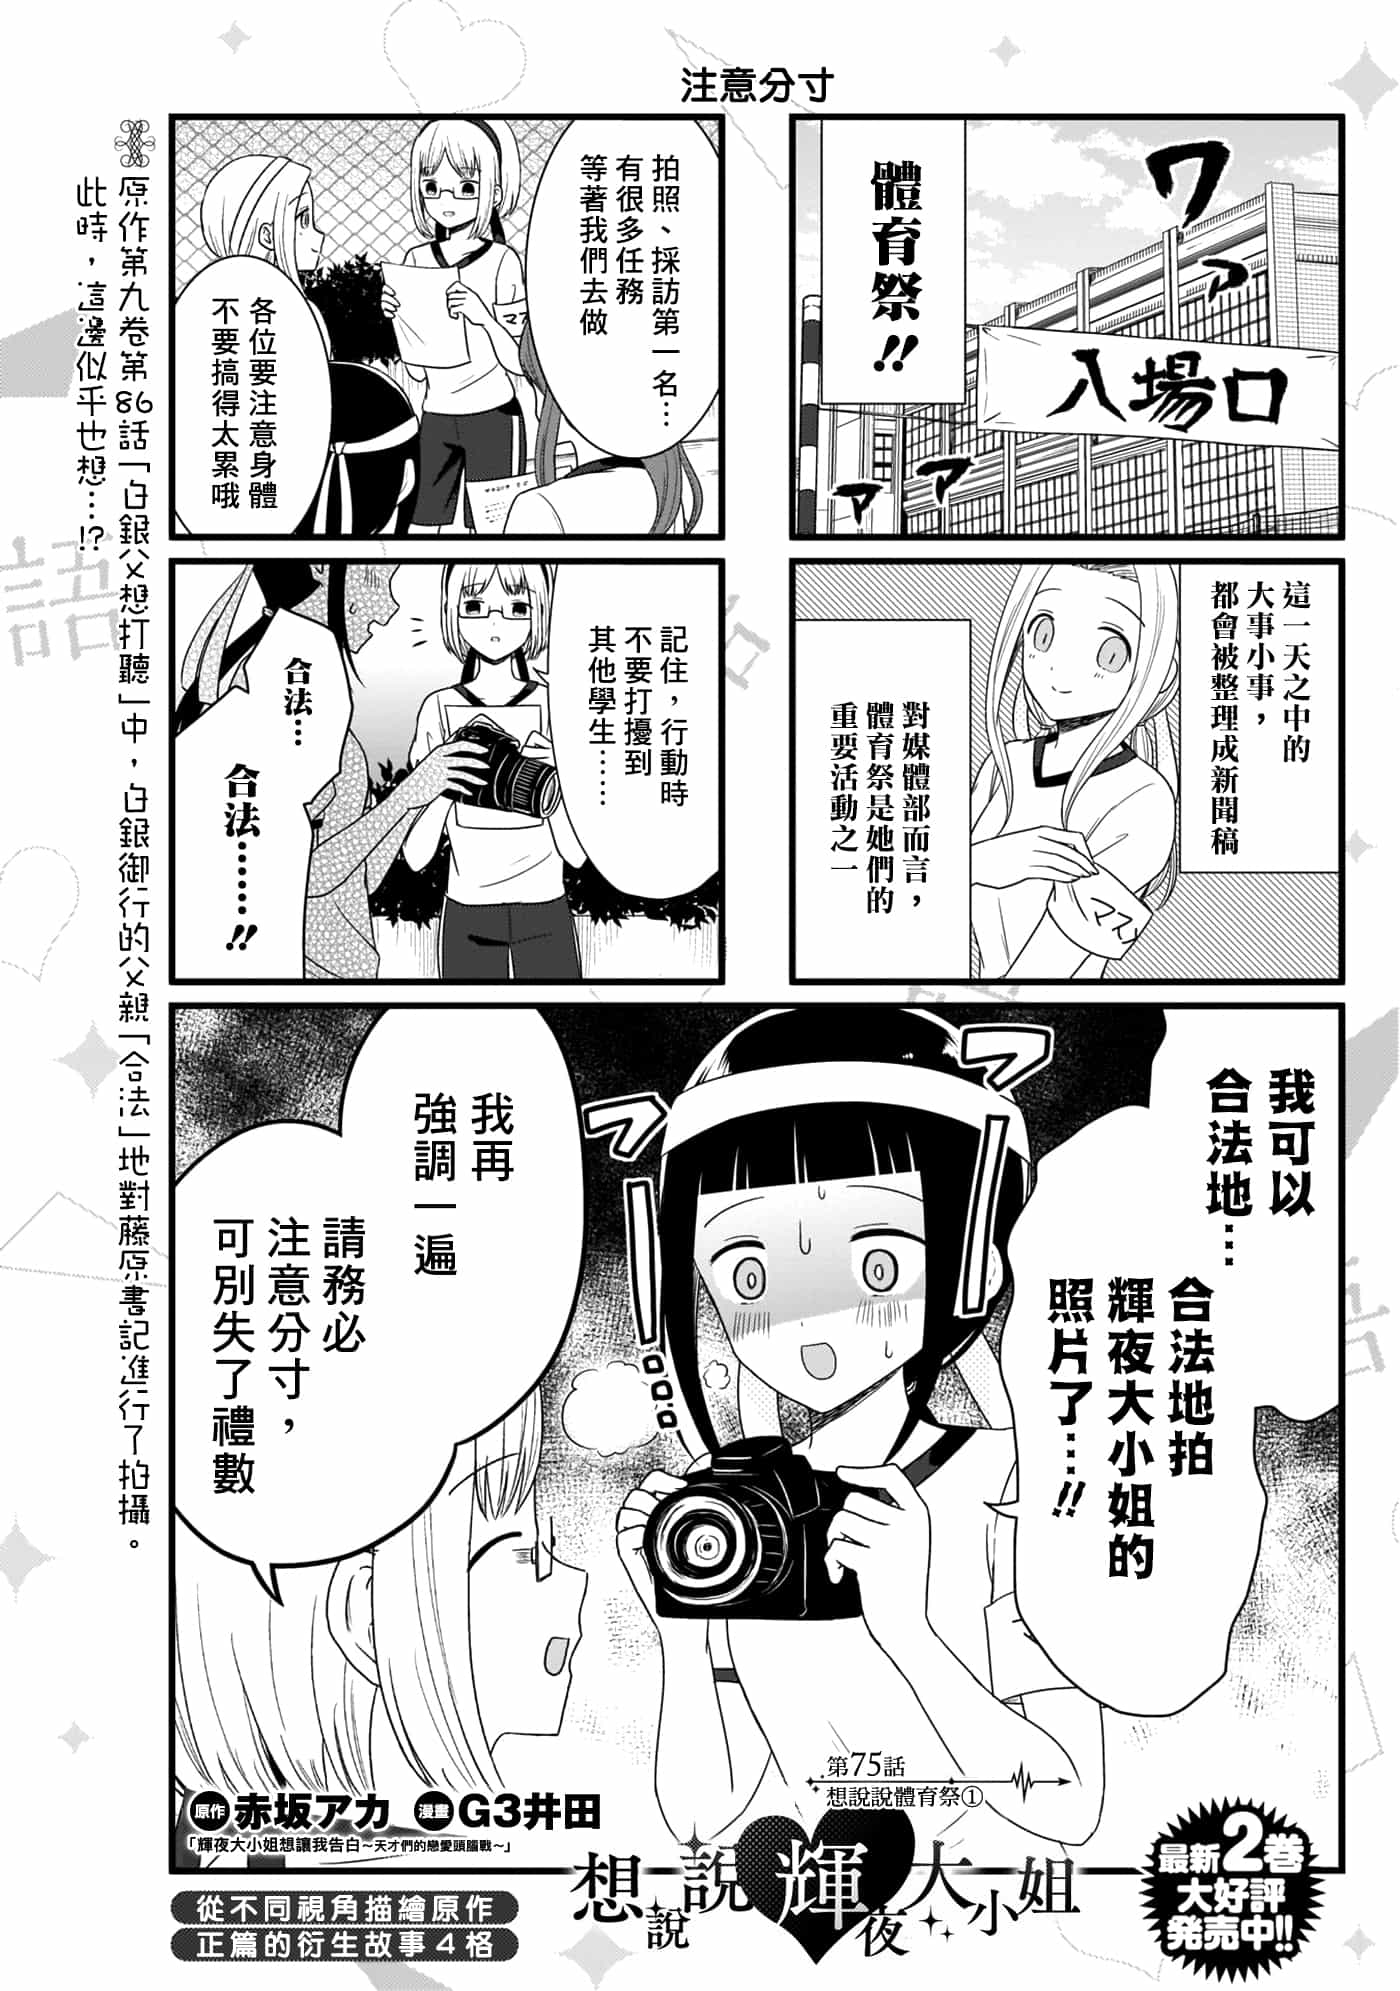 注意分寸
ワァ
ァァ
入場口
體育祭!!
這一天之中的
大事小事，
都會被整理成新聞稿
對媒體部而言，
體育祭是她們的
重要活動之一
マスメ
拍照、採訪第一名…
有很多任務
等著我們去做
各位要注意身體
不要搞得太累哦
マス
記住，行動時
不要打擾到
其他學生……
合法…
合法……!!
我可以
合法地…
合法地拍
輝夜大小姐的
照片了……!!
ハァ
ハァ
我再
強調一遍
請務必
注意分寸，
可別失了禮數
原作第九卷第86話「白銀父想打聽」中，白銀御行的父親「合法」地對藤原書記進行了拍攝。
此時，這邊似乎也想……!?
第75話
想說說體育祭①
原作 赤坂アカ 漫畫 G3井田
「輝夜大小姐想讓我告白～天才們的戀愛頭腦戰～」
想說說輝夜大小姐
從不同視角描繪原作
正篇的衍生故事4格
最新2巻
大好評
発売中!!